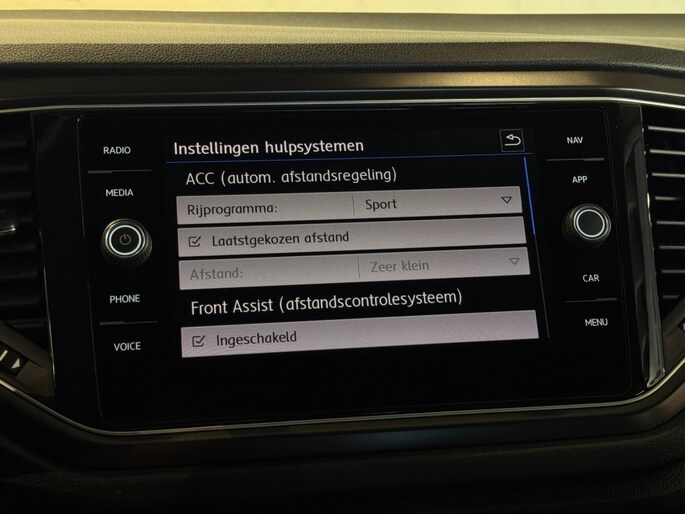 RADIO
MEDIA
PHONE
VOICE
Instellingen hulpsystemen
ACC (autom. afstandsregeling)
Rijprogramma: Sport
Laatstgekozen afstand
Afstand: Zeer klein
Front Assist (afstandscontrolesysteem)
Ingeschakeld
NAV
APP
CAR
MENU